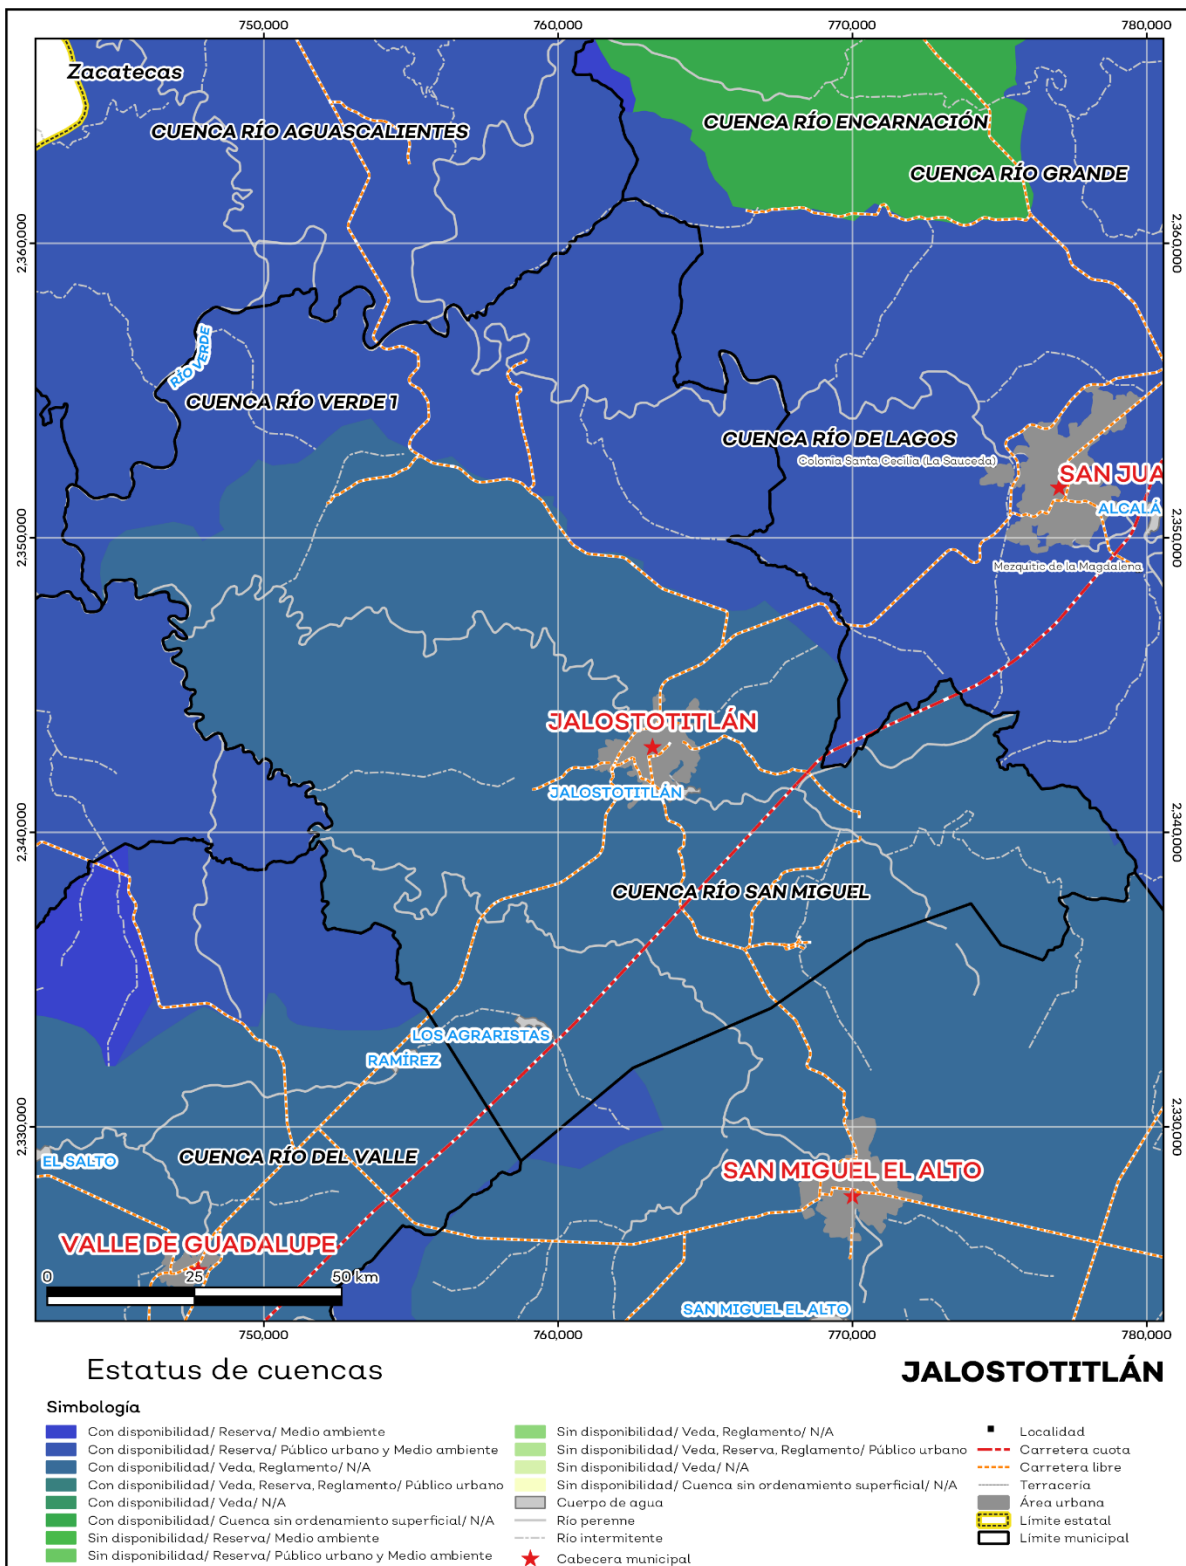 750,000 760,000 770,000 780,000
Zacatecas
CUENCA RÍO AGUASCALIENTES
CUENCA RÍO ENCARNACIÓN
CUENCA RÍO GRANDE
2,360,000 2,360,000
RÍO VERDE
CUENCA RÍO VERDE 1
CUENCA RÍO DE LAGOS
Colonia Santa Cecilia (La Sauceda)
SAN JUA
ALCALÁ
2,350,000 2,350,000
Mezquitic de la Magdalena
JALOSTOTITLÁN
JALOSTOTITLÁN
2,340,000 2,340,000
CUENCA RÍO SAN MIGUEL
LOS AGRARISTAS
RAMÍREZ
2,330,000 2,330,000
EL SALTO
CUENCA RÍO DEL VALLE
SAN MIGUEL EL ALTO
VALLE DE GUADALUPE
0 25 50 km
SAN MIGUEL EL ALTO
750,000 760,000 770,000 780,000
Estatus de cuencas
JALOSTOTITLÁN
Simbología
Con disponibilidad/ Reserva/ Medio ambiente
Con disponibilidad/ Reserva/ Público urbano y Medio ambiente
Con disponibilidad/ Veda, Reglamento/ N/A
Con disponibilidad/ Veda, Reserva, Reglamento/ Público urbano
Con disponibilidad/ Veda/ N/A
Con disponibilidad/ Cuenca sin ordenamiento superficial/ N/A
Sin disponibilidad/ Reserva/ Medio ambiente
Sin disponibilidad/ Reserva/ Público urbano y Medio ambiente
Sin disponibilidad/ Veda, Reglamento/ N/A
Sin disponibilidad/ Veda, Reserva, Reglamento/ Público urbano
Sin disponibilidad/ Veda/ N/A
Sin disponibilidad/ Cuenca sin ordenamiento superficial/ N/A
Cuerpo de agua
Río perenne
Río intermitente
Cabecera municipal
Localidad
Carretera cuota
Carretera libre
Terracería
Área urbana
Límite estatal
Límite municipal